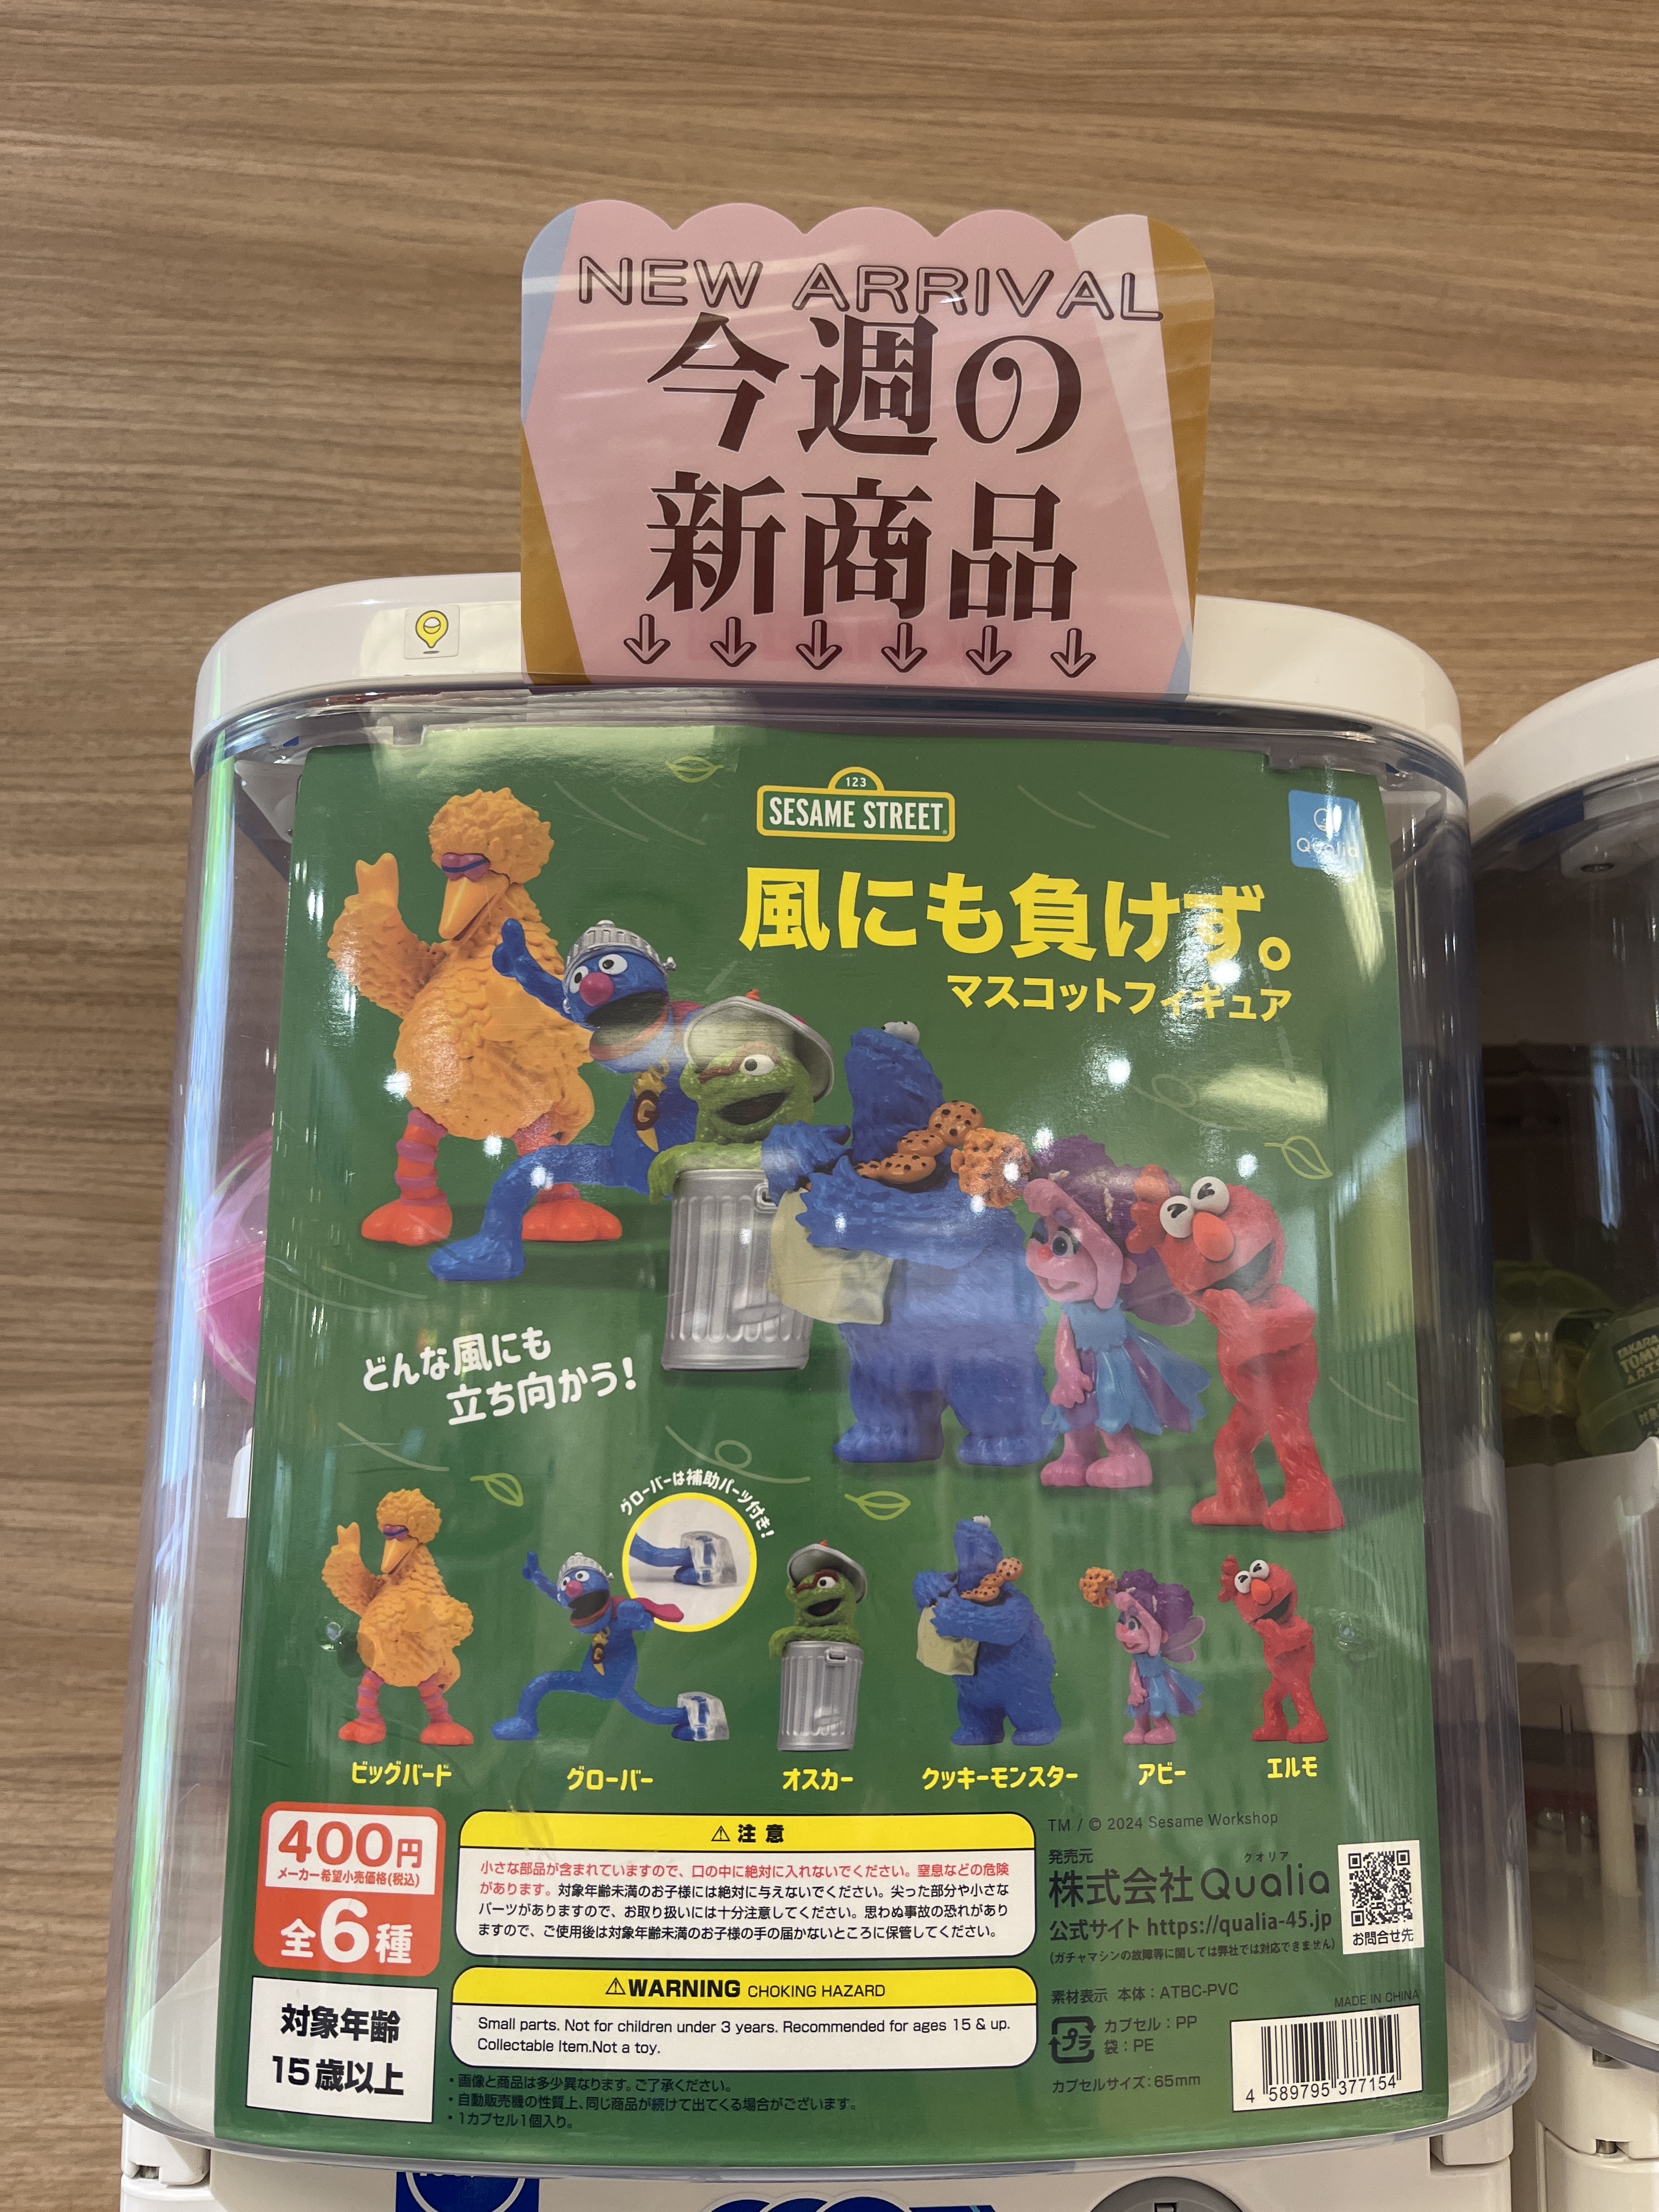 NEW ARRIVAL
今週の
新商品
↓ ↓ ↓ ↓ ↓ ↓
123
SESAME STREET
Qualia
風にも負けず。
マスコットフィギュア
どんな風にも
立ち向かう!
グローバーは補助パーツ付き!
ビッグバード
グローバー
オスカー
クッキーモンスター
アビー
エルモ
400円
メーカー希望小売価格(税込)
全6種
対象年齢
15歳以上
⚠注意
小さな部品が含まれていますので、口の中に絶対に入れないでください。窒息などの危険
があります。対象年齢未満のお子様には絶対に与えないでください。尖った部分や小さな
パーツがありますので、お取り扱いには十分注意してください。思わぬ事故の恐れがあり
ますので、ご使用後は対象年齢未満のお子様の手の届かないところに保管してください。
⚠WARNING CHOKING HAZARD
Small parts. Not for children under 3 years. Recommended for ages 15 & up.
Collectable Item.Not a toy.
・画像と商品は多少異なります。ご了承ください。
・自動販売機の性質上、同じ商品が続けて出てくる場合がございます。
・1カプセル1個入り。
TM / © 2024 Sesame Workshop
発売元
クオリア
株式会社Qualia
公式サイト https://qualia-45.jp
(ガチャマシンの故障等に関しては弊社では対応できません)
お問合せ先
素材表示 本体：ATBC-PVC
MADE IN CHINA
プラ
カプセル：PP
袋：PE
カプセルサイズ：65mm
4 589795 377154
TAKARA
TOMY
A.R.T.S
対象